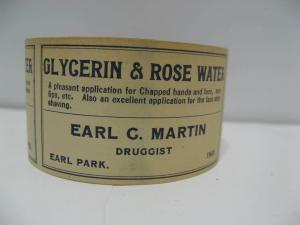 GLYCERIN & ROSE WATER
A pleasant application for Chapped hands and face,
lips, etc. Also an excellent application for the face after
shaving.
EARL C. MARTIN
DRUGGIST
EARL PARK.
ER